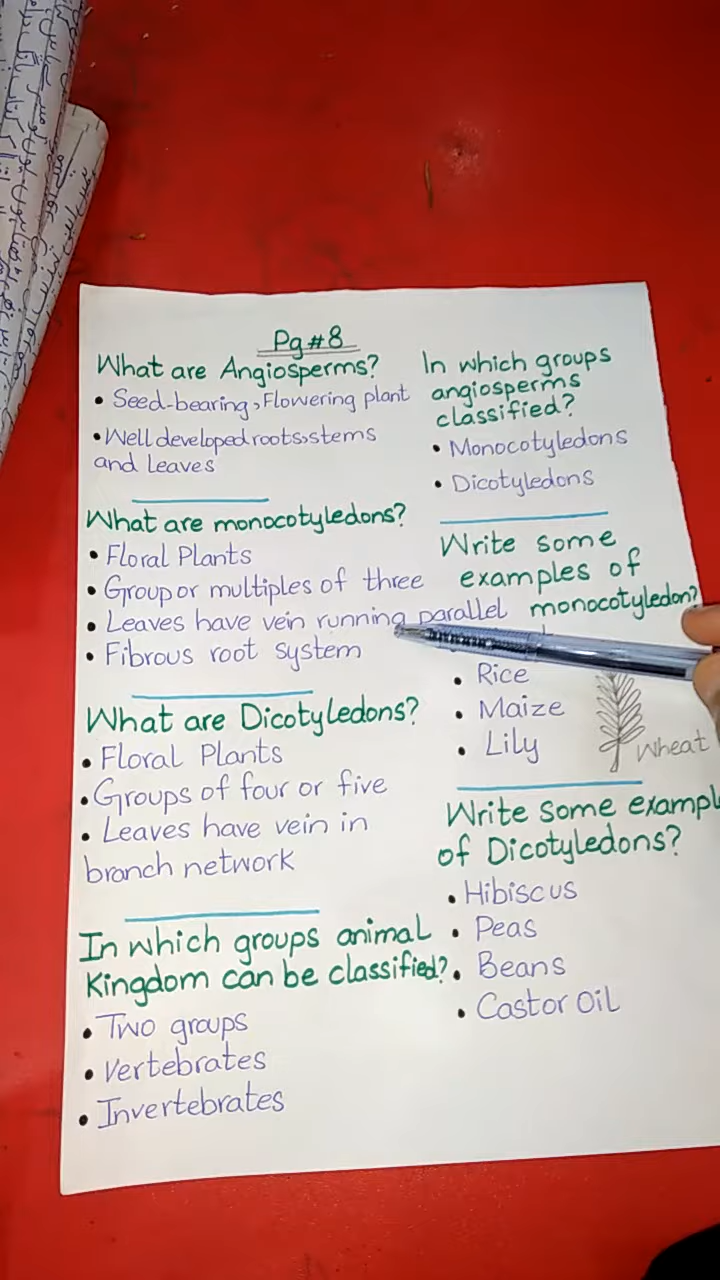 Pg#8
What are Angiosperms?
• Seed-bearing, Flowering plant
• Well developed roots, stems
and leaves
What are monocotyledons?
• Floral Plants
• Group or multiples of three
• Leaves have vein running parallel
• Fibrous root system
What are Dicotyledons?
• Floral Plants
• Groups of four or five
• Leaves have vein in
branch network
In which groups animal
Kingdom can be classified?
• Two groups
• Vertebrates
• Invertebrates
In which groups
angiosperms
classified?
• Monocotyledons
• Dicotyledons
Write some
examples of
monocotyledon?
• Rice
• Maize
• Lily
Wheat
Write some exampl
of Dicotyledons?
• Hibiscus
• Peas
• Beans
• Castor Oil